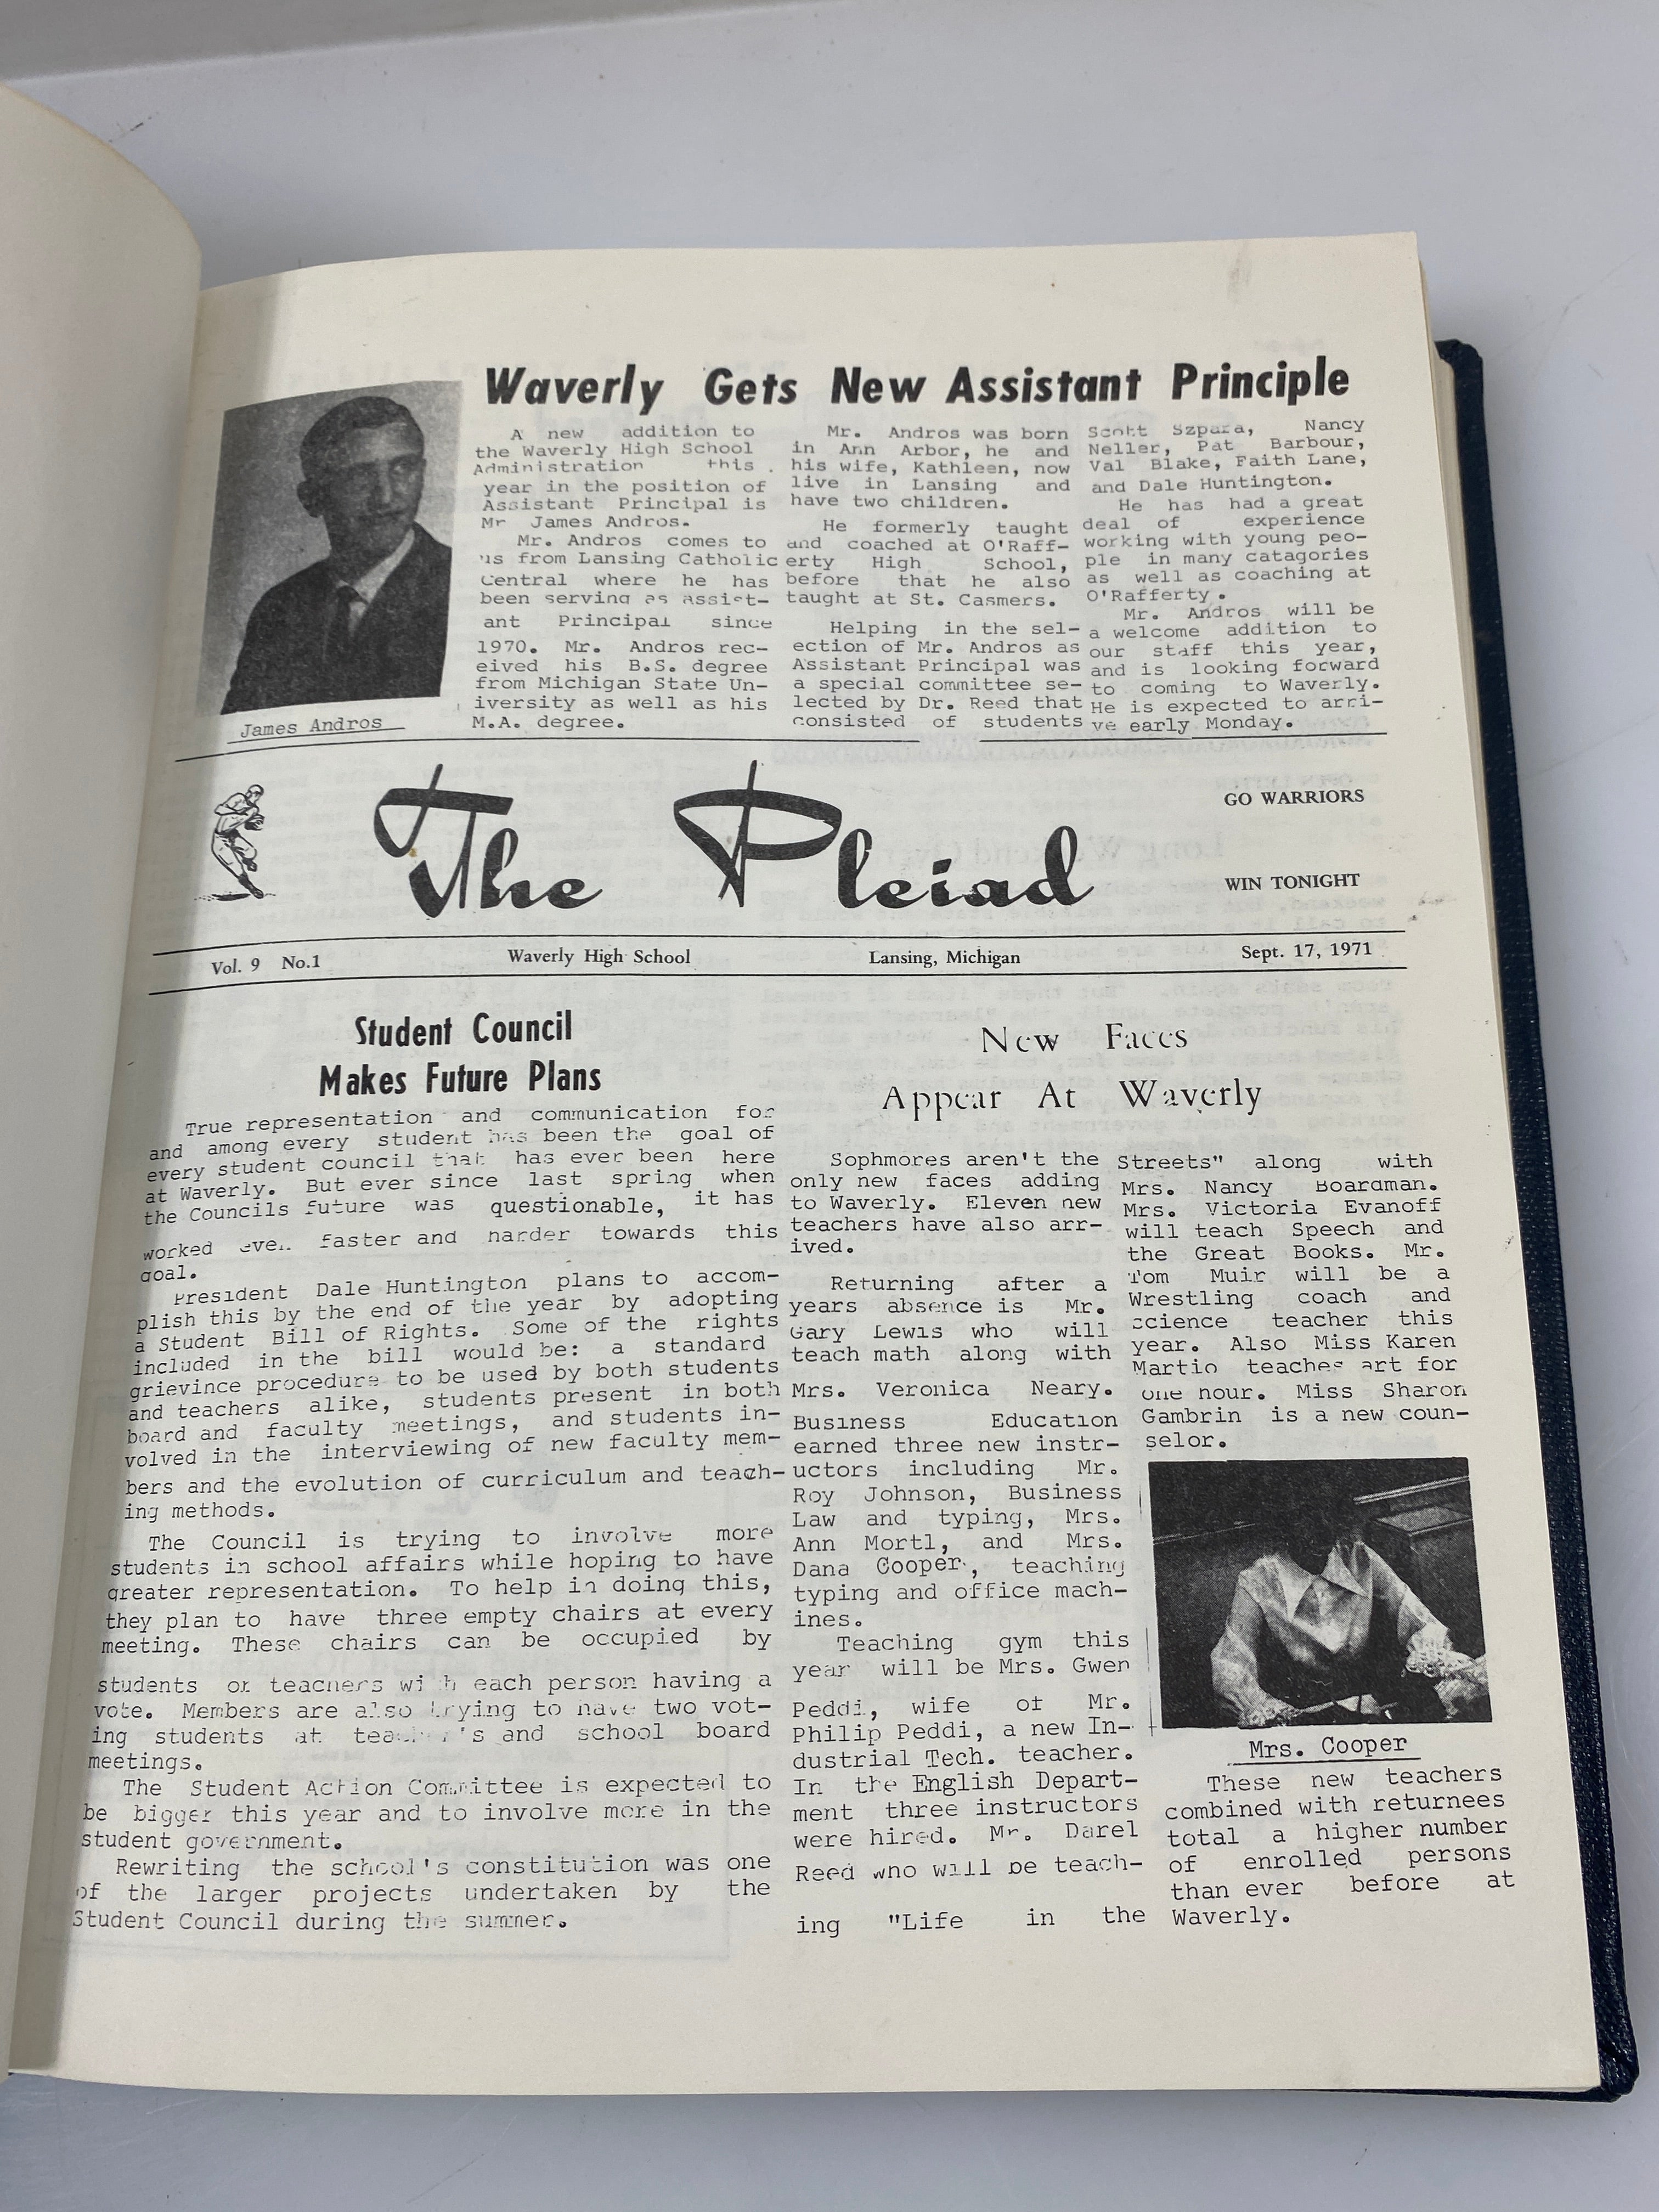 Waverly Gets New Assistant Principle
A new addition to
the Waverly High School
Administration this
year in the position of
Assistant Principal is
Mr James Andros.
Mr. Andros comes to
us from Lansing Catholic
Central where he has
been serving as assist-
ant Principal since
1970. Mr. Andros rec-
eived his B.S. degree
from Michigan State Un-
iversity as well as his
M.A. degree.
Mr. Andros was born
in Ann Arbor, he and
his wife, Kathleen, now
live in Lansing and
have two children.
He formerly taught
and coached at O'Raff-
erty High School,
before that he also
taught at St. Casmers.
Helping in the sel-
ection of Mr. Andros as
Assistant Principal was
a special committee se-
lected by Dr. Reed that
consisted of students
Scott Szpara, Nancy
Neller, Pat Barbour,
Val Blake, Faith Lane,
and Dale Huntington.
He has had a great
deal of experience
working with young peo-
ple in many catagories
as well as coaching at
O'Rafferty.
Mr. Andros will be
a welcome addition to
our staff this year,
and is looking forward
to coming to Waverly.
He is expected to arri-
ve early Monday.
James Andros
The Pleiad
GO WARRIORS
WIN TONIGHT
Vol. 9 No.1 Waverly High School Lansing, Michigan Sept. 17, 1971
Student Council
Makes Future Plans
True representation and communication for
and among every student has been the goal of
every student council that has ever been here
at Waverly. But ever since last spring when
the Councils future was questionable, it has
worked even faster and harder towards this
goal.
President Dale Huntington plans to accom-
plish this by the end of the year by adopting
a Student Bill of Rights. Some of the rights
included in the bill would be: a standard
grievince procedure to be used by both students
and teachers alike, students present in both
board and faculty meetings, and students in-
volved in the interviewing of new faculty mem-
bers and the evolution of curriculum and teach-
ing methods.
The Council is trying to involve more
students in school affairs while hoping to have
greater representation. To help in doing this,
they plan to have three empty chairs at every
meeting. These chairs can be occupied by
students or teachers with each person having a
vote. Members are also trying to have two vot-
ing students at teacher's and school board
meetings.
The Student Action Committee is expected to
be bigger this year and to involve more in the
student government.
Rewriting the school's constitution was one
of the larger projects undertaken by the
Student Council during the summer.
New Faces
Appear At Waverly
Sophmores aren't the
only new faces adding
to Waverly. Eleven new
teachers have also arr-
ived.
Returning after a
years absence is Mr.
Gary Lewis who will
teach math along with
Mrs. Veronica Neary.
Business Education
earned three new instr-
uctors including Mr.
Roy Johnson, Business
Law and typing, Mrs.
Ann Mortl, and Mrs.
Dana Cooper, teaching
typing and office mach-
ines.
Teaching gym this
year will be Mrs. Gwen
Peddi, wife of Mr.
Philip Peddi, a new In-
dustrial Tech. teacher.
In the English Depart-
ment three instructors
were hired. Mr. Darel
Reed who will be teach-
ing "Life in the
Streets" along with
Mrs. Nancy Boardman.
Mrs. Victoria Evanoff
will teach Speech and
the Great Books. Mr.
Tom Muir will be a
Wrestling coach and
science teacher this
year. Also Miss Karen
Martio teaches art for
one hour. Miss Sharon
Gambrin is a new coun-
selor.
Mrs. Cooper
These new teachers
combined with returnees
total a higher number
of enrolled persons
than ever before at
Waverly.